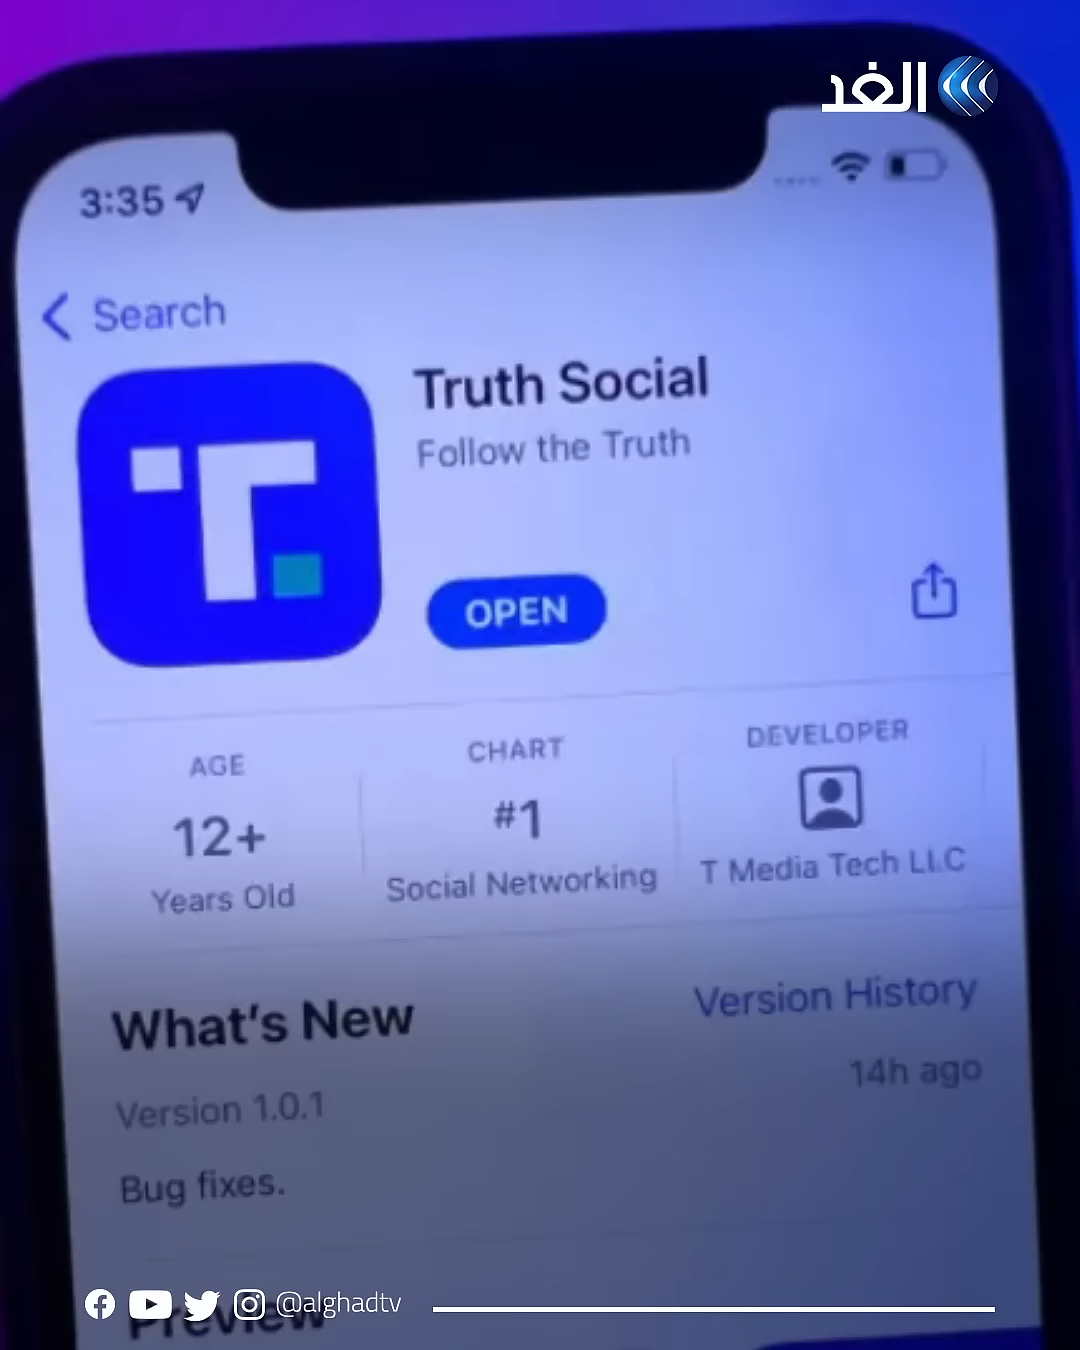 الغد
3:35
Search
Truth Social
Follow the Truth
OPEN
AGE
CHART
DEVELOPER
12+
#1
Years Old
Social Networking
T Media Tech LLC
What's New
Version History
Version 1.0.1
14h ago
Bug fixes.
Preview
@alghadtv